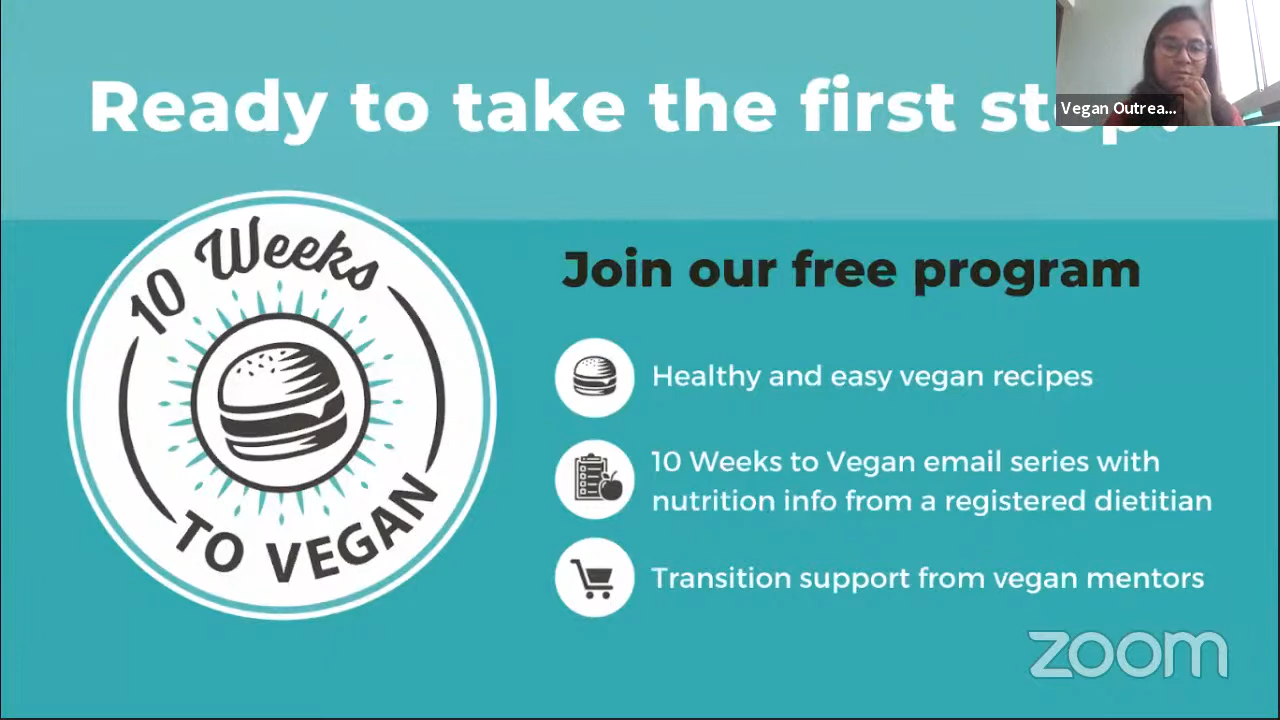 Ready to take the first step?
Vegan Outrea...
10 Weeks
TO VEGAN
Join our free program
Healthy and easy vegan recipes
10 Weeks to Vegan email series with
nutrition info from a registered dietitian
Transition support from vegan mentors
zoom